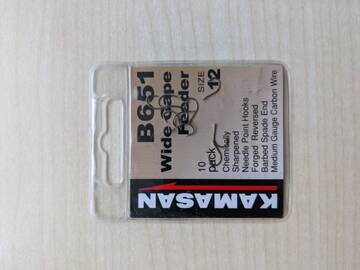 B651
Wide Gape
Feeder
SIZE 12
10
pack
Chemically
Sharpened
Needle Point Hooks
Forged Reversed
Barbed Spade End
Medium Gauge Carbon Wire
KAMASAN